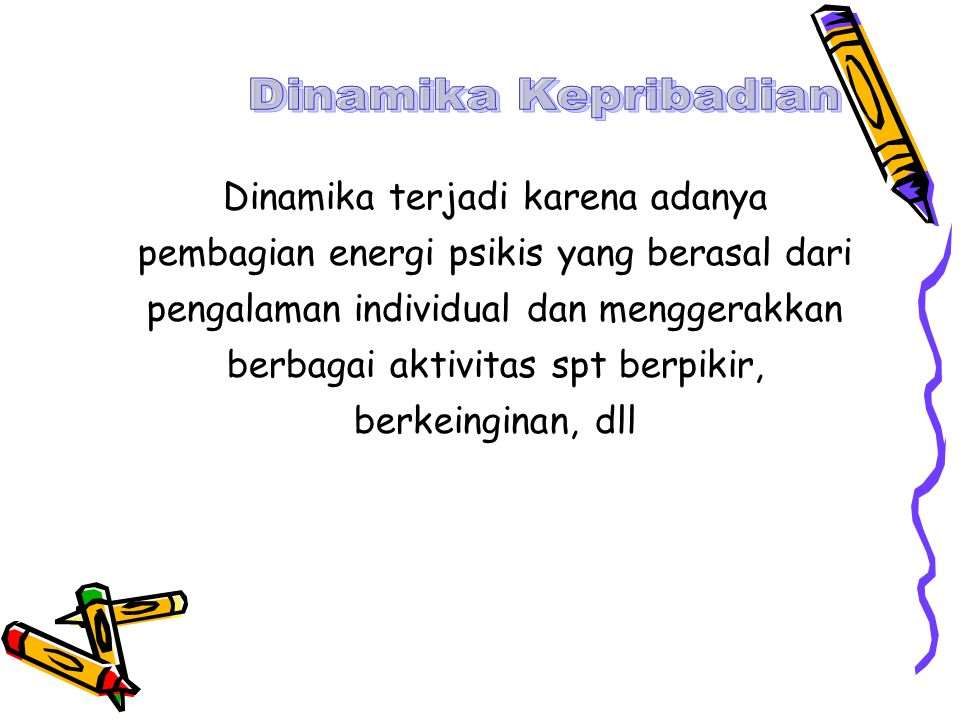 Dinamika Kepribadian
Dinamika terjadi karena adanya
pembagian energi psikis yang berasal dari
pengalaman individual dan menggerakkan
berbagai aktivitas spt berpikir,
berkeinginan, dll